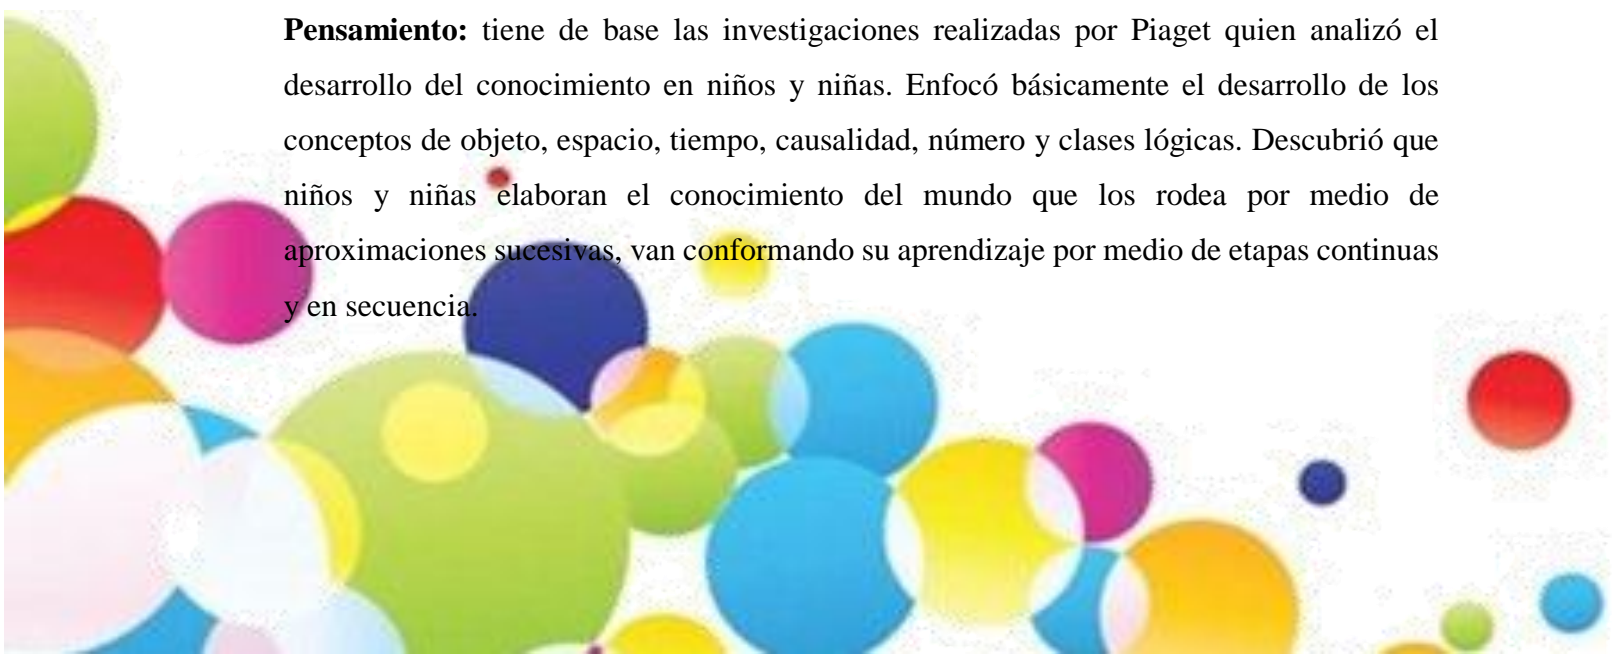 Pensamiento: tiene de base las investigaciones realizadas por Piaget quien analizó el
desarrollo del conocimiento en niños y niñas. Enfocó básicamente el desarrollo de los
conceptos de objeto, espacio, tiempo, causalidad, número y clases lógicas. Descubrió que
niños y niñas elaboran el conocimiento del mundo que los rodea por medio de
aproximaciones sucesivas, van conformando su aprendizaje por medio de etapas continuas
y en secuencia.